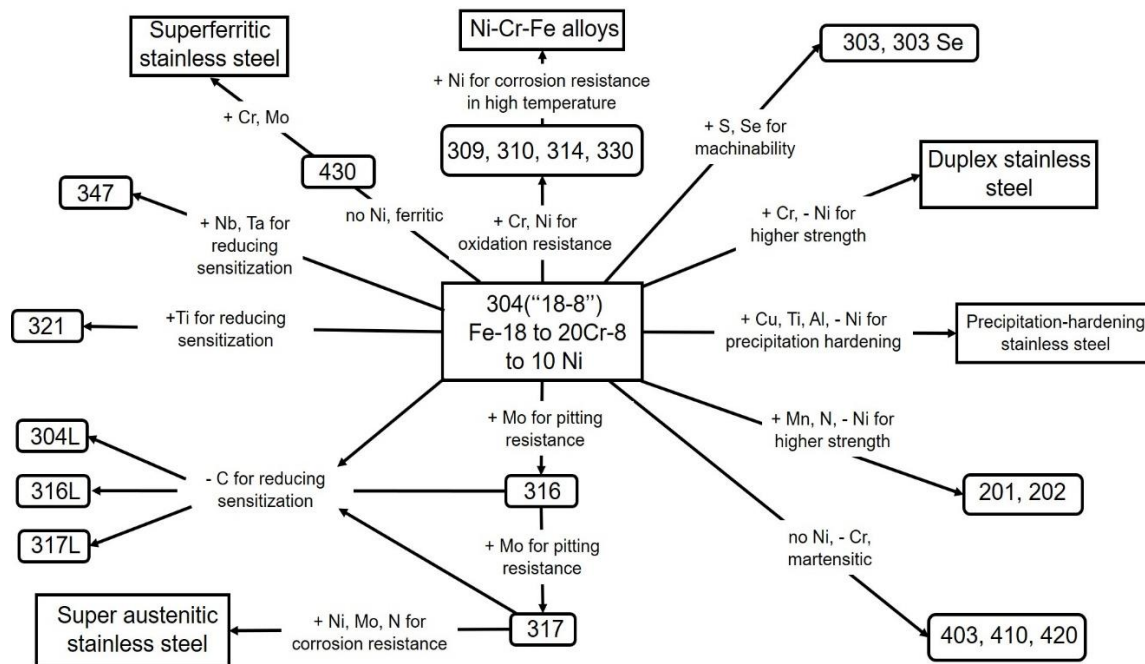 Superferritic
stainless steel
Ni-Cr-Fe alloys
303, 303 Se
+ Ni for corrosion resistance
in high temperature
+ Cr, Mo
+ S, Se for
machinability
309, 310, 314, 330
Duplex stainless
steel
430
347
+ Nb, Ta for
reducing
sensitization
no Ni, ferritic
+ Cr, Ni for
oxidation resistance
+ Cr, - Ni for
higher strength
304(“18-8”)
Fe-18 to 20Cr-8
to 10 Ni
321
+Ti for reducing
sensitization
+ Cu, Ti, Al, - Ni for
precipitation hardening
Precipitation-hardening
stainless steel
+ Mo for pitting
resistance
+ Mn, N, - Ni for
higher strength
304L
316L
317L
- C for reducing
sensitization
316
201, 202
+ Mo for pitting
resistance
no Ni, - Cr,
martensitic
Super austenitic
stainless steel
+ Ni, Mo, N for
corrosion resistance
317
403, 410, 420